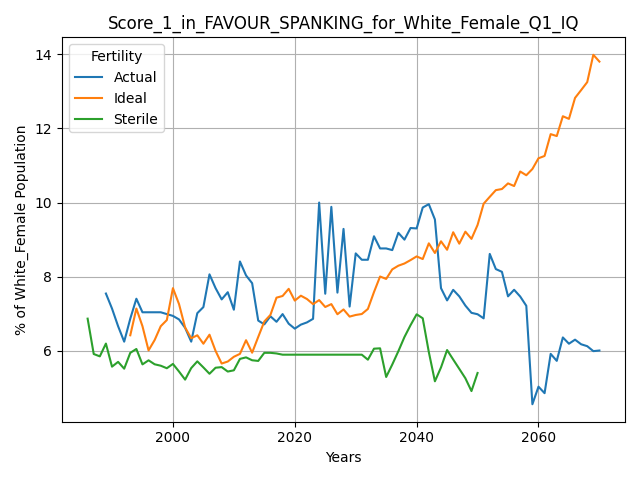 Score_1_in_FAVOUR_SPANKING_for_White_Female_Q1_IQ
Fertility
Actual
Ideal
Sterile
% of White_Female Population
14
12
10
8
6
2000
2020
2040
2060
Years